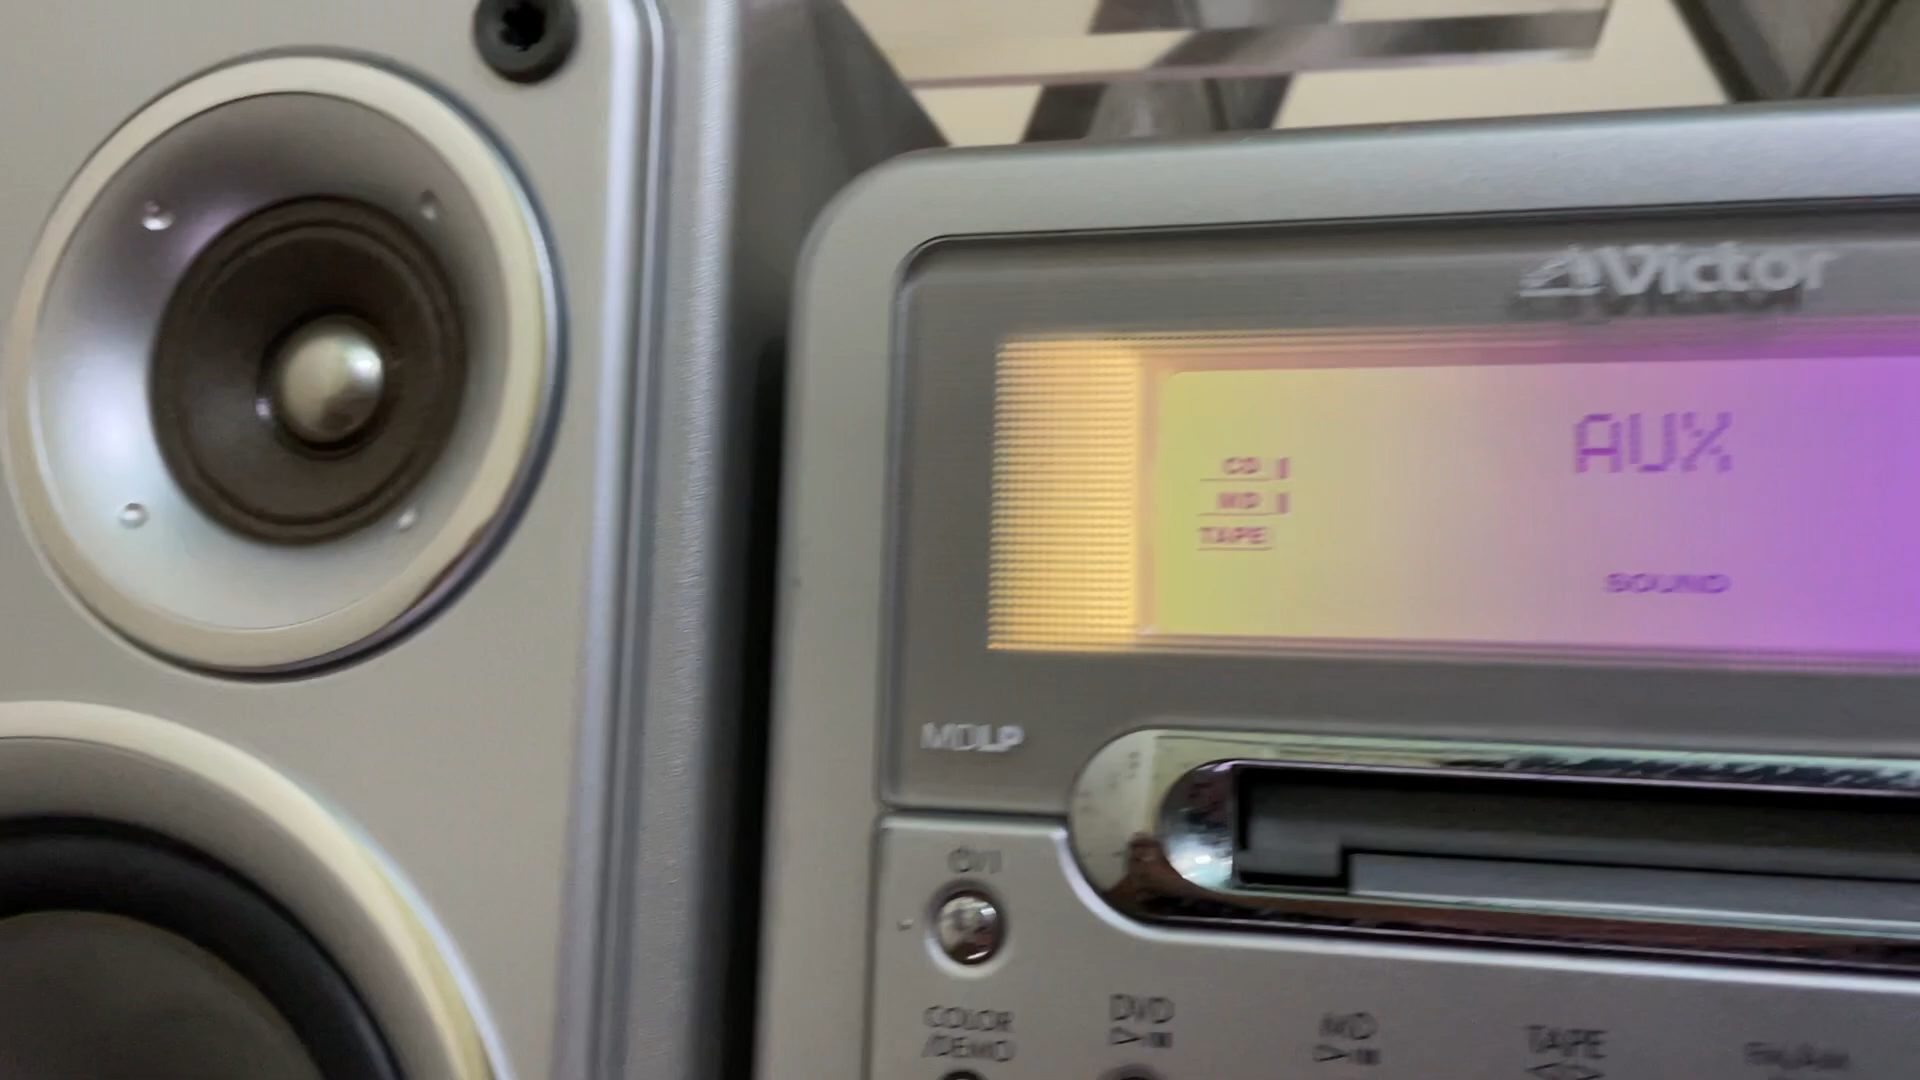 Victor
AUX
CD
MD
TAPE
SOUND
MDLP
⏻/I
COLOR
/DEMO
DVD
MD
TAPE